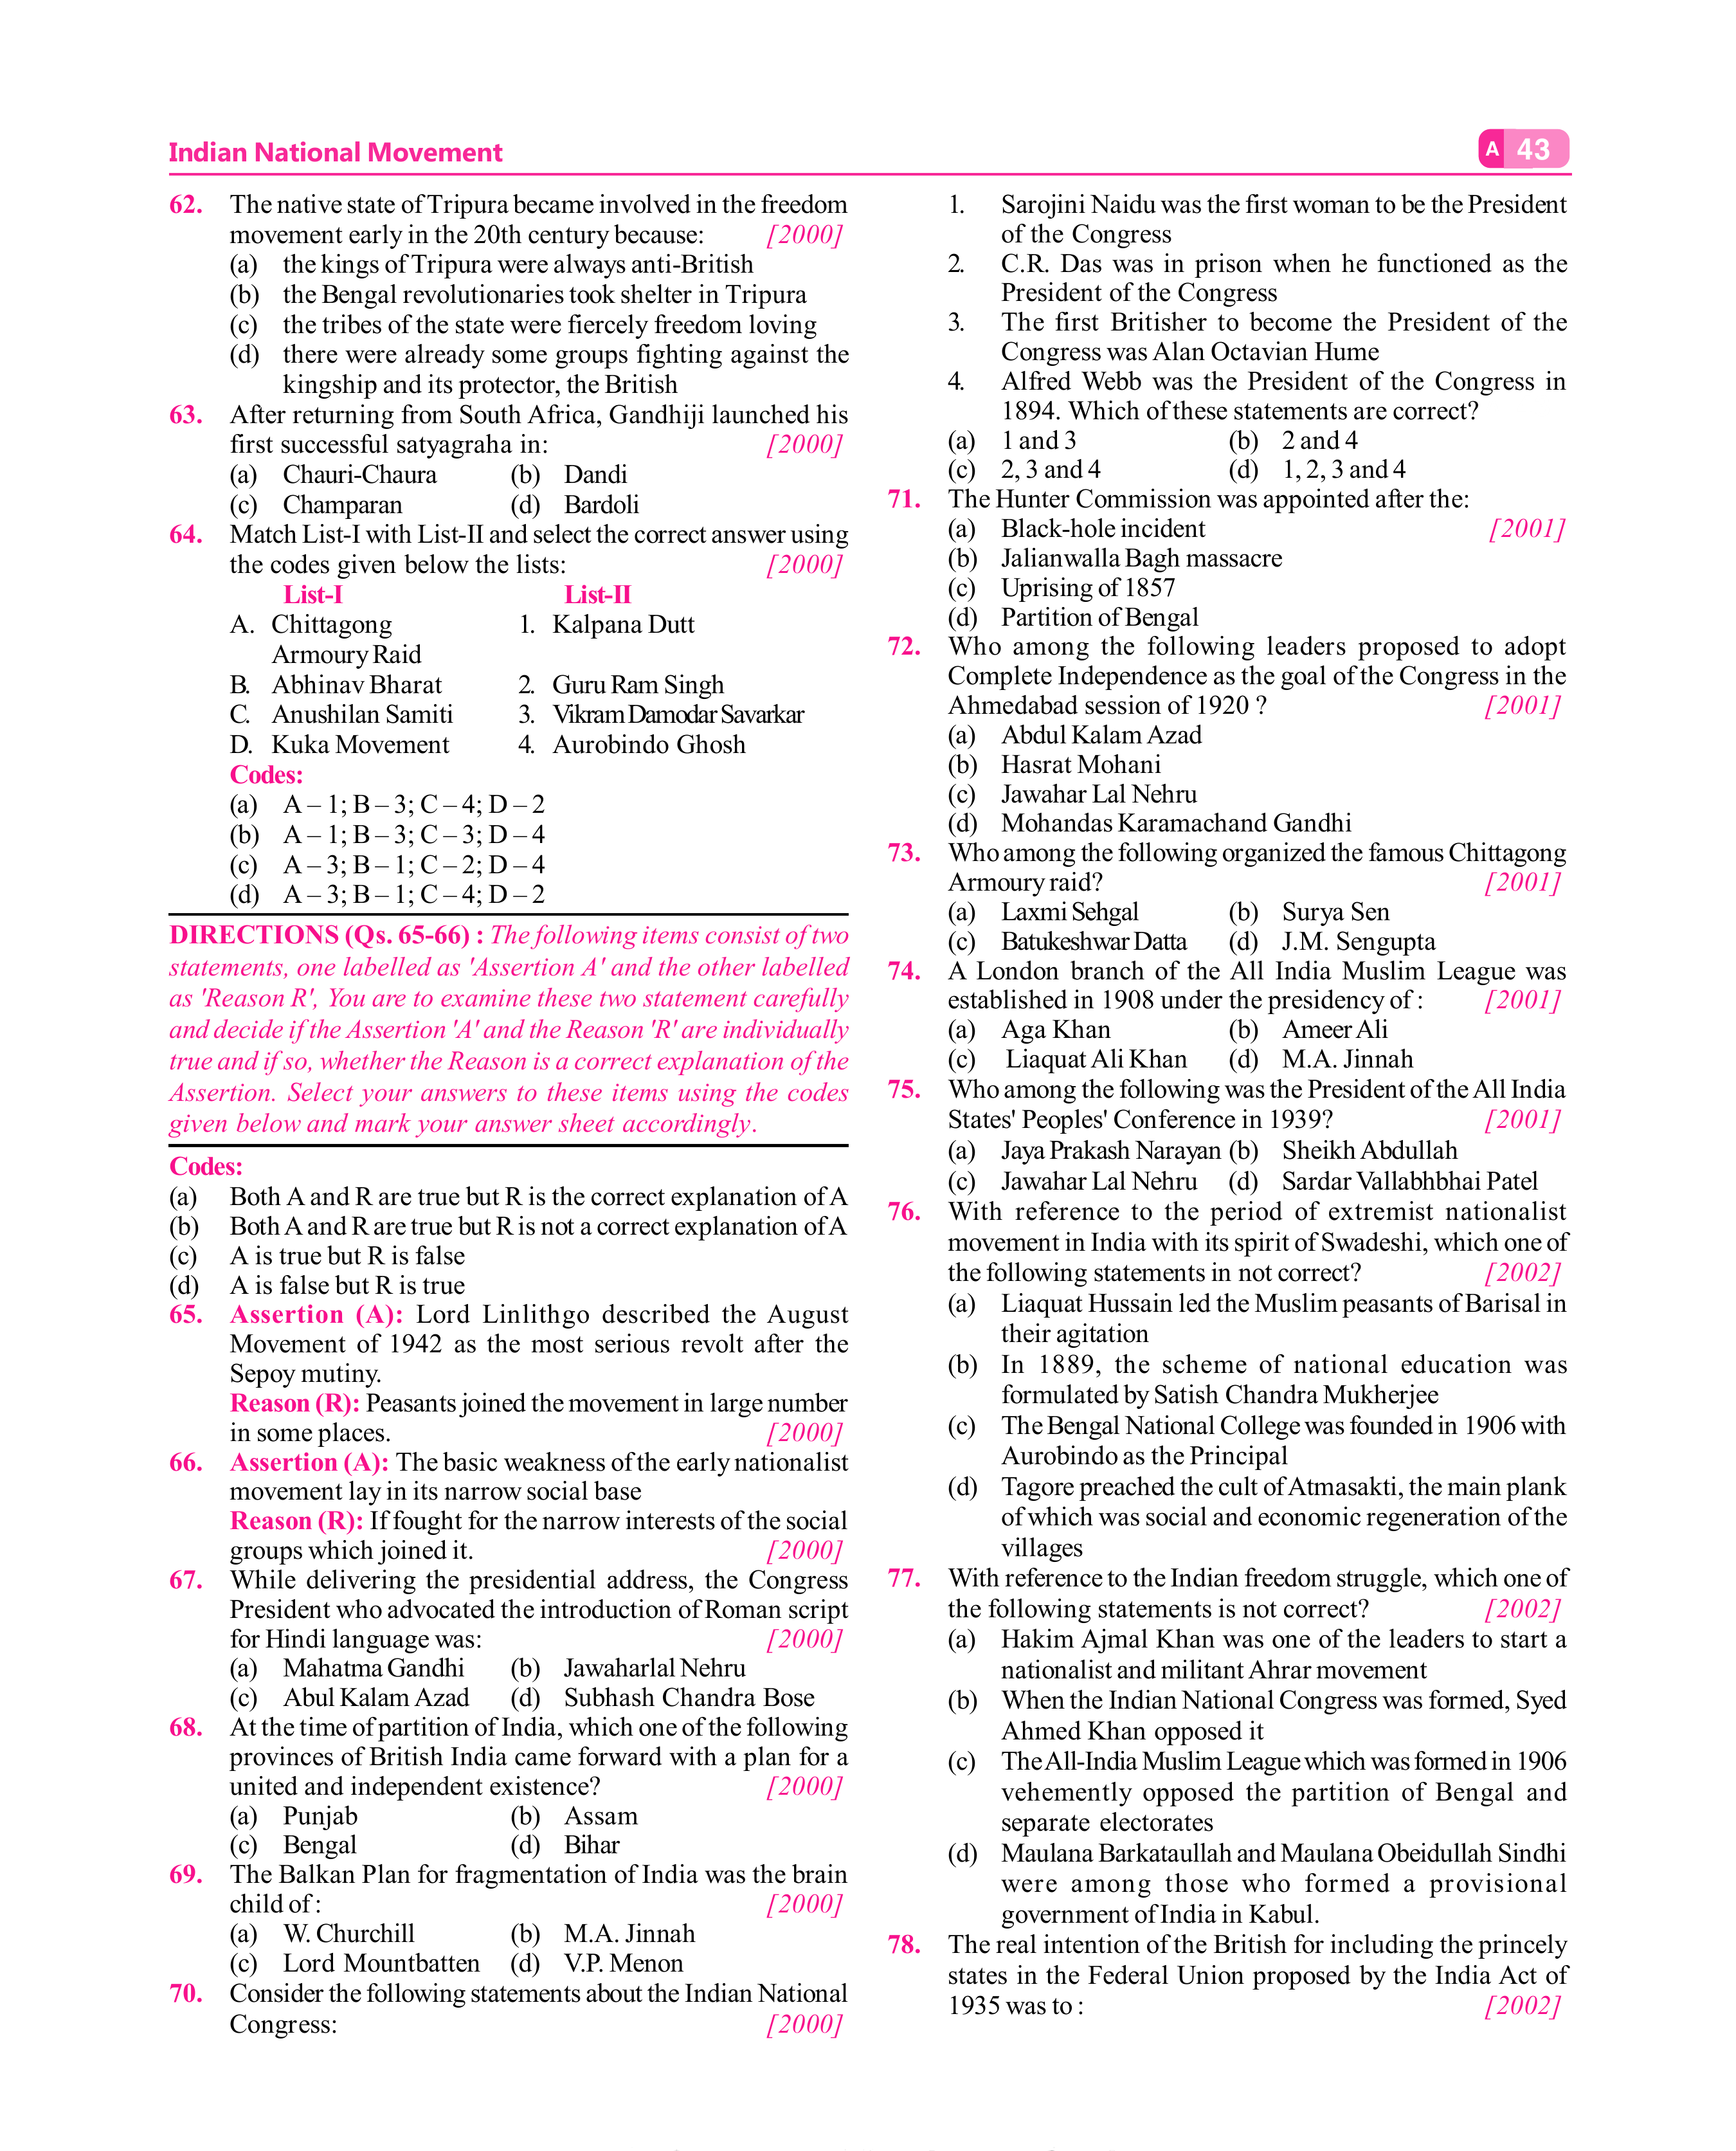 Indian National Movement
A 43
62. The native state of Tripura became involved in the freedom
movement early in the 20th century because: [2000]
(a) the kings of Tripura were always anti-British
(b) the Bengal revolutionaries took shelter in Tripura
(c) the tribes of the state were fiercely freedom loving
(d) there were already some groups fighting against the
kingship and its protector, the British
63. After returning from South Africa, Gandhiji launched his
first successful satyagraha in: [2000]
(a) Chauri-Chaura (b) Dandi
(c) Champaran (d) Bardoli
64. Match List-I with List-II and select the correct answer using
the codes given below the lists: [2000]
List-I List-II
A. Chittagong 1. Kalpana Dutt
Armoury Raid
B. Abhinav Bharat 2. Guru Ram Singh
C. Anushilan Samiti 3. Vikram Damodar Savarkar
D. Kuka Movement 4. Aurobindo Ghosh
Codes:
(a) A – 1; B – 3; C – 4; D – 2
(b) A – 1; B – 3; C – 3; D – 4
(c) A – 3; B – 1; C – 2; D – 4
(d) A – 3; B – 1; C – 4; D – 2
DIRECTIONS (Qs. 65-66) : The following items consist of two
statements, one labelled as 'Assertion A' and the other labelled
as 'Reason R', You are to examine these two statement carefully
and decide if the Assertion 'A' and the Reason 'R' are individually
true and if so, whether the Reason is a correct explanation of the
Assertion. Select your answers to these items using the codes
given below and mark your answer sheet accordingly.
Codes:
(a) Both A and R are true but R is the correct explanation of A
(b) Both A and R are true but R is not a correct explanation of A
(c) A is true but R is false
(d) A is false but R is true
65. Assertion (A): Lord Linlithgo described the August
Movement of 1942 as the most serious revolt after the
Sepoy mutiny.
Reason (R): Peasants joined the movement in large number
in some places. [2000]
66. Assertion (A): The basic weakness of the early nationalist
movement lay in its narrow social base
Reason (R): If fought for the narrow interests of the social
groups which joined it. [2000]
67. While delivering the presidential address, the Congress
President who advocated the introduction of Roman script
for Hindi language was: [2000]
(a) Mahatma Gandhi (b) Jawaharlal Nehru
(c) Abul Kalam Azad (d) Subhash Chandra Bose
68. At the time of partition of India, which one of the following
provinces of British India came forward with a plan for a
united and independent existence? [2000]
(a) Punjab (b) Assam
(c) Bengal (d) Bihar
69. The Balkan Plan for fragmentation of India was the brain
child of : [2000]
(a) W. Churchill (b) M.A. Jinnah
(c) Lord Mountbatten (d) V.P. Menon
70. Consider the following statements about the Indian National
Congress: [2000]
1. Sarojini Naidu was the first woman to be the President
of the Congress
2. C.R. Das was in prison when he functioned as the
President of the Congress
3. The first Britisher to become the President of the
Congress was Alan Octavian Hume
4. Alfred Webb was the President of the Congress in
1894. Which of these statements are correct?
(a) 1 and 3 (b) 2 and 4
(c) 2, 3 and 4 (d) 1, 2, 3 and 4
71. The Hunter Commission was appointed after the:
(a) Black-hole incident [2001]
(b) Jalianwalla Bagh massacre
(c) Uprising of 1857
(d) Partition of Bengal
72. Who among the following leaders proposed to adopt
Complete Independence as the goal of the Congress in the
Ahmedabad session of 1920 ? [2001]
(a) Abdul Kalam Azad
(b) Hasrat Mohani
(c) Jawahar Lal Nehru
(d) Mohandas Karamachand Gandhi
73. Who among the following organized the famous Chittagong
Armoury raid? [2001]
(a) Laxmi Sehgal (b) Surya Sen
(c) Batukeshwar Datta (d) J.M. Sengupta
74. A London branch of the All India Muslim League was
established in 1908 under the presidency of : [2001]
(a) Aga Khan (b) Ameer Ali
(c) Liaquat Ali Khan (d) M.A. Jinnah
75. Who among the following was the President of the All India
States' Peoples' Conference in 1939? [2001]
(a) Jaya Prakash Narayan (b) Sheikh Abdullah
(c) Jawahar Lal Nehru (d) Sardar Vallabhbhai Patel
76. With reference to the period of extremist nationalist
movement in India with its spirit of Swadeshi, which one of
the following statements in not correct? [2002]
(a) Liaquat Hussain led the Muslim peasants of Barisal in
their agitation
(b) In 1889, the scheme of national education was
formulated by Satish Chandra Mukherjee
(c) The Bengal National College was founded in 1906 with
Aurobindo as the Principal
(d) Tagore preached the cult of Atmasakti, the main plank
of which was social and economic regeneration of the
villages
77. With reference to the Indian freedom struggle, which one of
the following statements is not correct? [2002]
(a) Hakim Ajmal Khan was one of the leaders to start a
nationalist and militant Ahrar movement
(b) When the Indian National Congress was formed, Syed
Ahmed Khan opposed it
(c) The All-India Muslim League which was formed in 1906
vehemently opposed the partition of Bengal and
separate electorates
(d) Maulana Barkataullah and Maulana Obeidullah Sindhi
were among those who formed a provisional
government of India in Kabul.
78. The real intention of the British for including the princely
states in the Federal Union proposed by the India Act of
1935 was to : [2002]